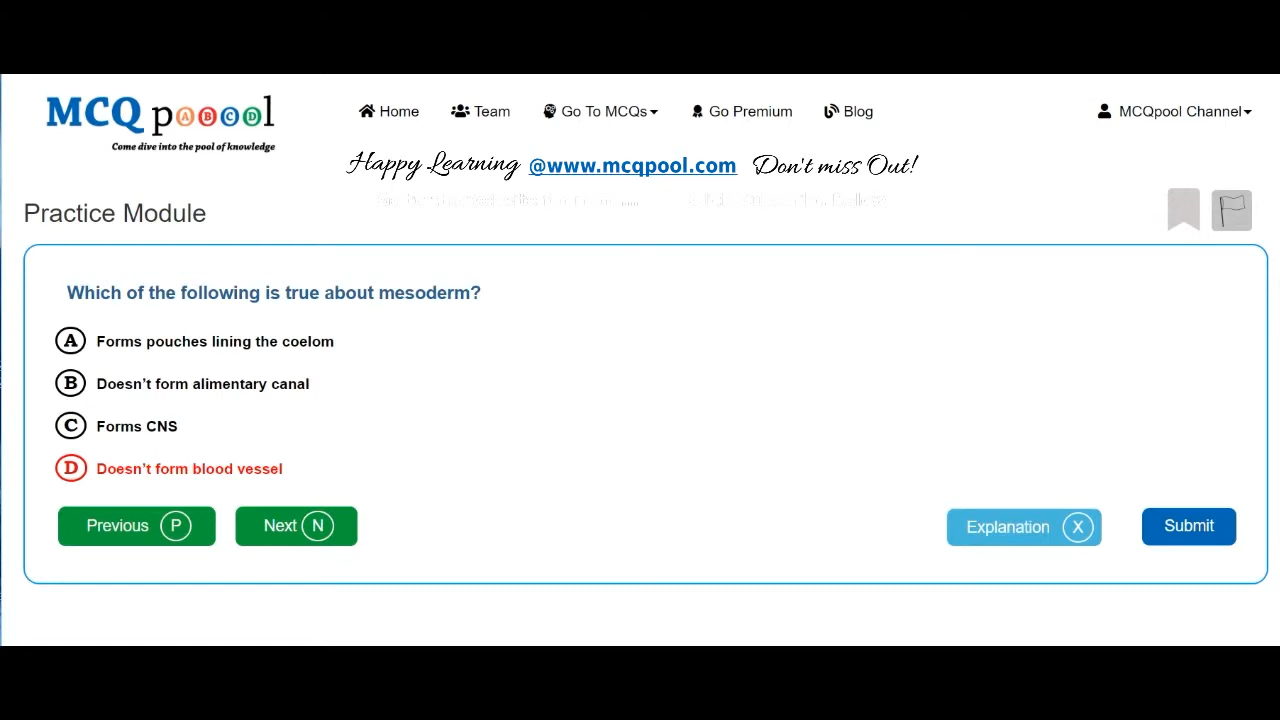 MCQ pABCDl
Come dive into the pool of knowledge
Home Team Go To MCQs Go Premium Blog MCQpool Channel
Happy Learning @www.mcqpool.com Don't miss Out!
Practice Module
Which of the following is true about mesoderm?
A Forms pouches lining the coelom
B Doesn't form alimentary canal
C Forms CNS
D Doesn't form blood vessel
Previous P Next N Explanation X Submit